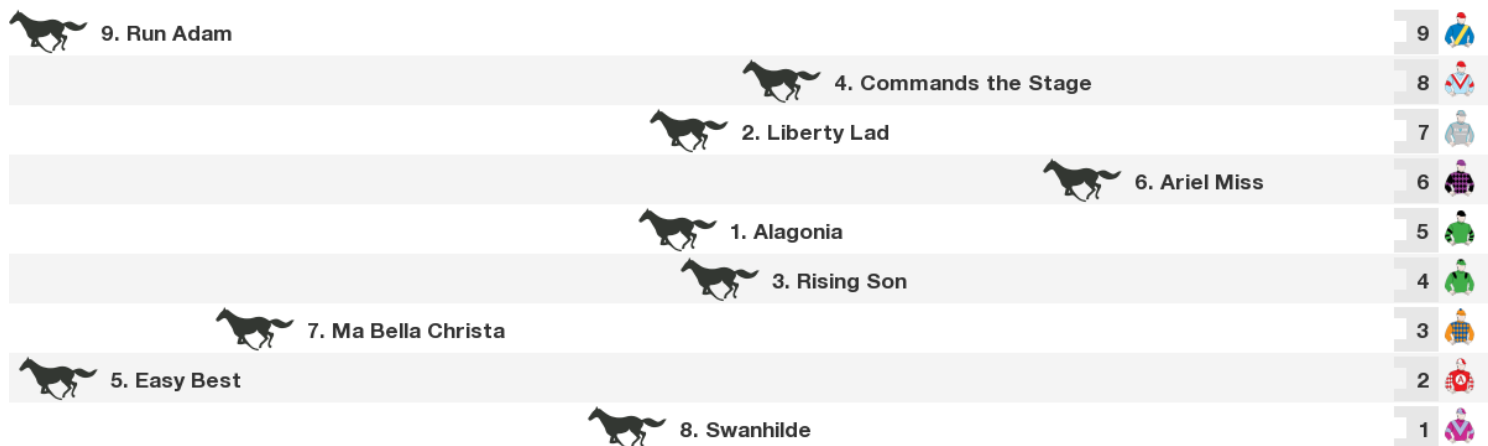 9. Run Adam 9
4. Commands the Stage 8
2. Liberty Lad 7
6. Ariel Miss 6
1. Alagonia 5
3. Rising Son 4
7. Ma Bella Christa 3
5. Easy Best 2 A
8. Swanhilde 1